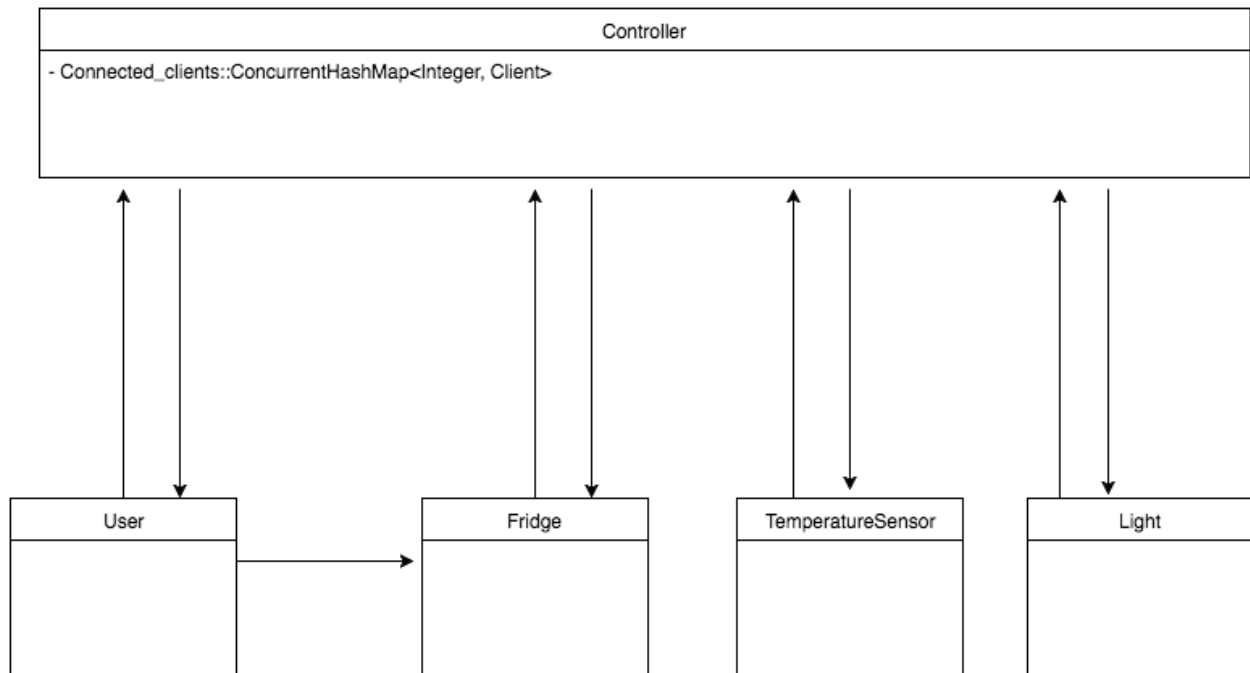 Controller
- Connected_clients::ConcurrentHashMap<Integer, Client>
User
Fridge
TemperatureSensor
Light